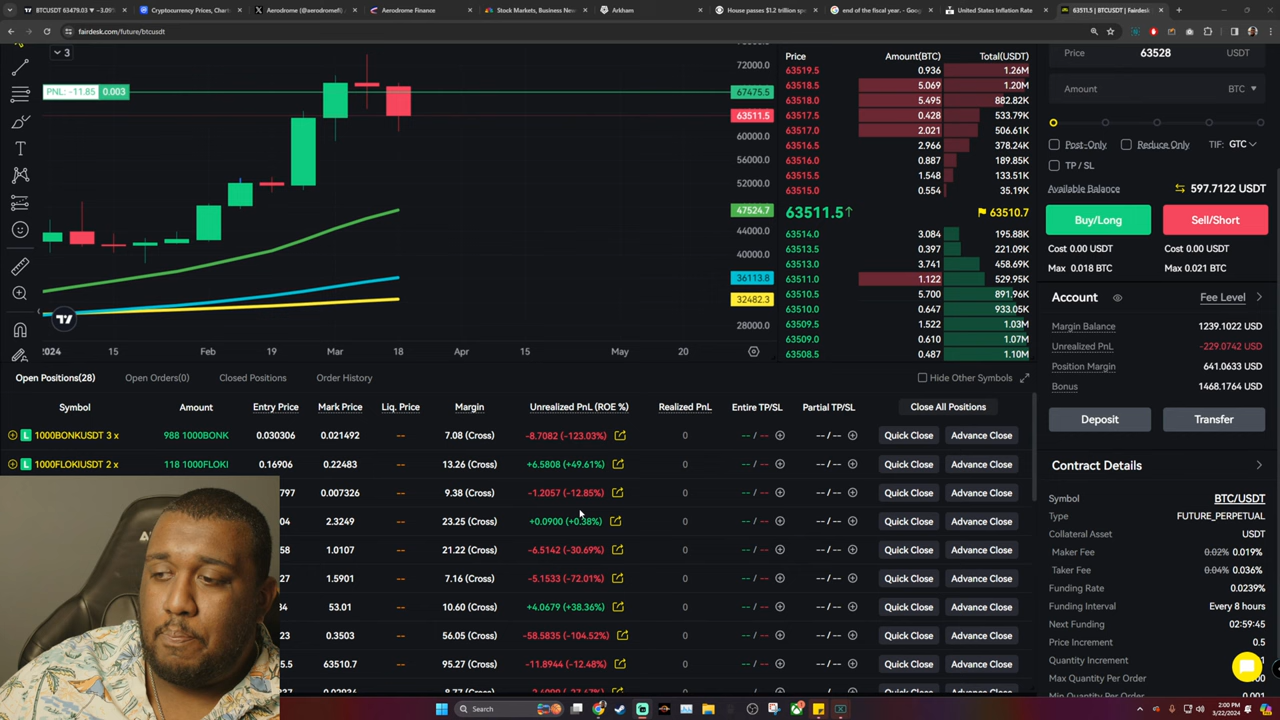 BTCUSDT 63479.03 ▼ −3.09%
Cryptocurrency Prices, Chart
Aerodrome (@aerodromefi)
Aerodrome Finance
Stock Markets, Business New
Arkham
House passes $1.2 trillion spe
end of the fiscal year. - Goog
United States Inflation Rate
63511.5 | BTCUSDT | Fairdesk
fairdesk.com/future/btcusdt
3
PNL: -11.85 0.003
72000.0
67475.5
63511.5
60000.0
56000.0
52000.0
47524.7
44000.0
40000.0
36113.8
32482.3
28000.0
2024 15 Feb 19 Mar 18 Apr 15 May 20
Price Amount(BTC) Total(USDT)
63519.5 0.936 1.26M
63518.5 5.069 1.20M
63518.0 5.495 882.82K
63517.5 0.428 533.79K
63517.0 2.021 506.61K
63516.5 2.966 378.24K
63516.0 0.887 189.85K
63515.5 1.548 133.51K
63515.0 0.554 35.19K
63511.5↑ 63510.7
63514.0 3.084 195.88K
63513.5 0.397 221.09K
63513.0 3.741 458.69K
63511.0 1.122 529.95K
63510.5 5.700 891.96K
63510.0 0.647 933.05K
63509.5 1.522 1.03M
63509.0 0.610 1.07M
63508.5 0.487 1.10M
Price 63528 USDT
Amount BTC
Post-Only Reduce Only TIF: GTC
TP / SL
Available Balance 597.7122 USDT
Buy/Long Sell/Short
Cost 0.00 USDT Cost 0.00 USDT
Max 0.018 BTC Max 0.031 BTC
Account Fee Level
Margin Balance 1239.1022 USD
Unrealized PnL -229.0742 USD
Position Margin 641.0633 USD
Bonus 1468.1764 USD
Deposit Transfer
Contract Details
Symbol BTC/USDT
Type FUTURE_PERPETUAL
Collateral Asset USDT
Maker Fee 0.02% 0.019%
Taker Fee 0.04% 0.036%
Funding Rate 0.0239%
Funding Interval Every 8 hours
Next Funding 02:59:45
Price Increment 0.5
Quantity Increment
Max Quantity Per Order
Min Quantity Per Order
Open Positions(28) Open Orders(0) Closed Positions Order History Hide Other Symbols
Symbol Amount Entry Price Mark Price Liq. Price Margin Unrealized PnL (ROE %) Realized PnL Entire TP/SL Partial TP/SL Close All Positions
L 1000BONKUSDT 3 x 988 1000BONK 0.030306 0.021492 -- 7.08 (Cross) -8.7082 (-123.03%) 0 -- / -- -- / -- Quick Close Advance Close
L 1000FLOKIUSDT 2 x 118 1000FLOKI 0.16906 0.22483 -- 13.26 (Cross) +6.5808 (+49.61%) 0 -- / -- -- / -- Quick Close Advance Close
797 0.007326 -- 9.38 (Cross) -1.2057 (-12.85%) 0 -- / -- -- / -- Quick Close Advance Close
04 2.3249 -- 23.25 (Cross) +0.0900 (+0.38%) 0 -- / -- -- / -- Quick Close Advance Close
58 1.0107 -- 21.22 (Cross) -6.5142 (-30.69%) 0 -- / -- -- / -- Quick Close Advance Close
27 1.5901 -- 7.16 (Cross) -5.1533 (-72.01%) 0 -- / -- -- / -- Quick Close Advance Close
34 53.01 -- 10.60 (Cross) +4.0679 (+38.36%) 0 -- / -- -- / -- Quick Close Advance Close
23 0.3503 -- 56.05 (Cross) -58.5835 (-104.52%) 0 -- / -- -- / -- Quick Close Advance Close
5.5 63510.7 -- 95.27 (Cross) -11.8944 (-12.48%) 0 -- / -- -- / -- Quick Close Advance Close
Search
2:00 PM
3/22/2024